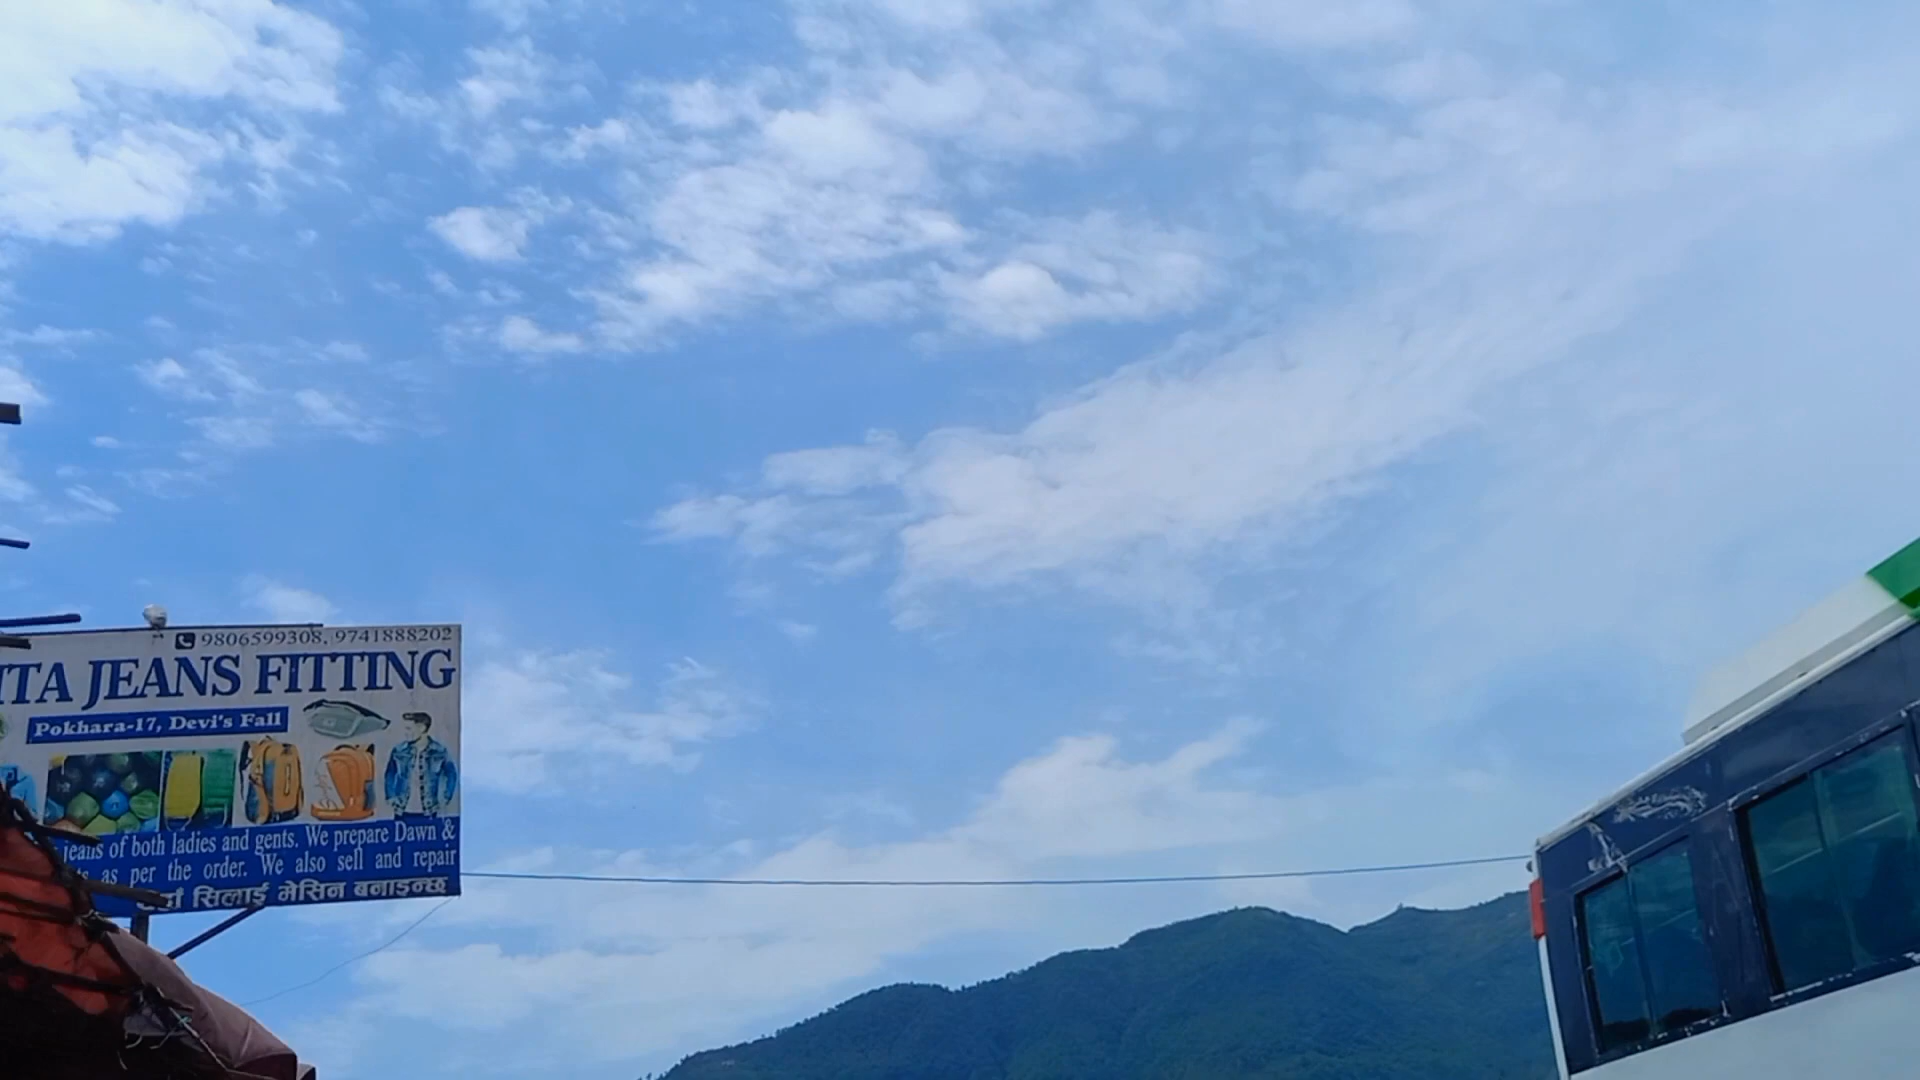 9806599308, 9741888202
ITA JEANS FITTING
Pokhara-17, Devi's Fall
jeans of both ladies and gents. We prepare Dawn &
as per the order. We also sell and repair
सिलाई मेसिन बनाइन्छ